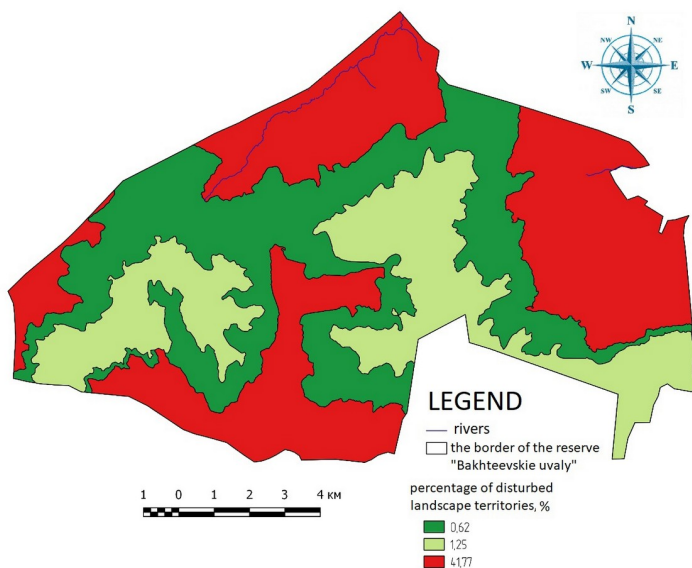 N
NW NE
W E
SW SE
S
LEGEND
rivers
the border of the reserve
"Bakhteevskie uvaly"
1 0 1 2 3 4 км
percentage of disturbed
landscape territories, %
0,62
1,25
41,77